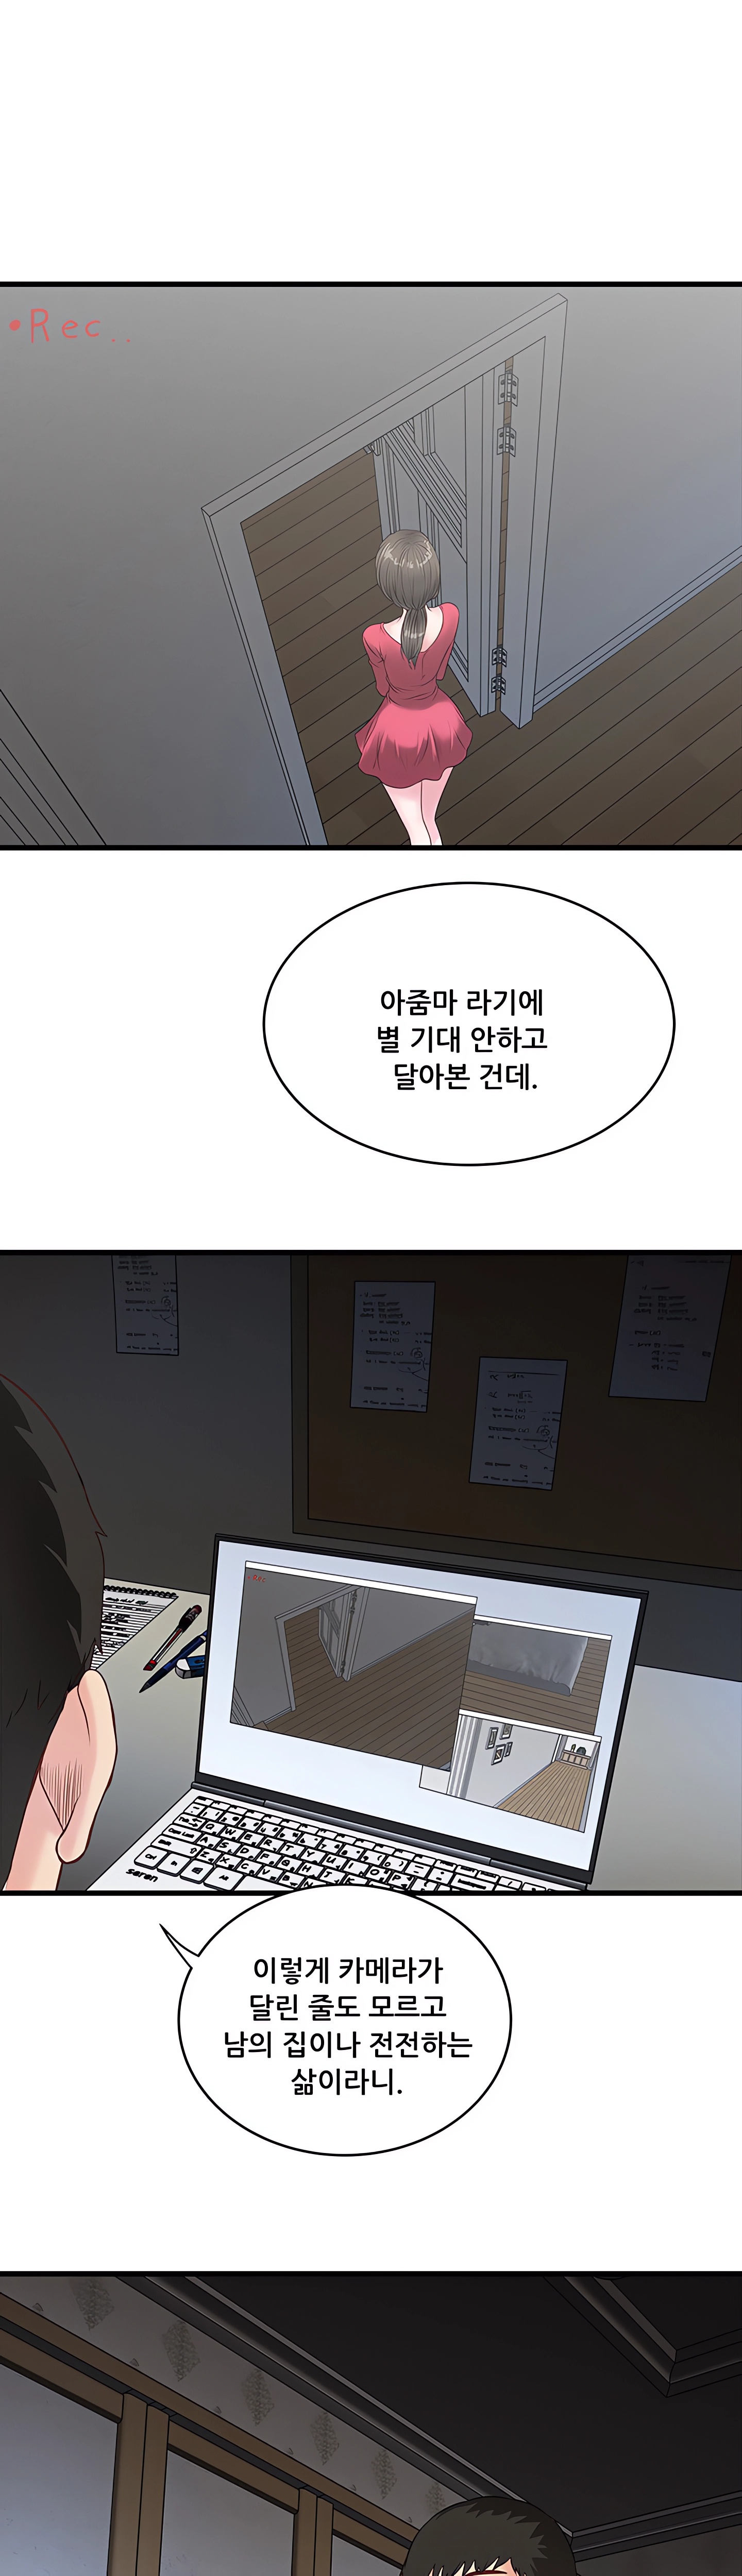 •Rec..
아줌마 라기에
별 기대 안하고
달아본 건데.
•Rec
seren
이렇게 카메라가
달린 줄도 모르고
남의 집이나 전전하는
삶이라니.